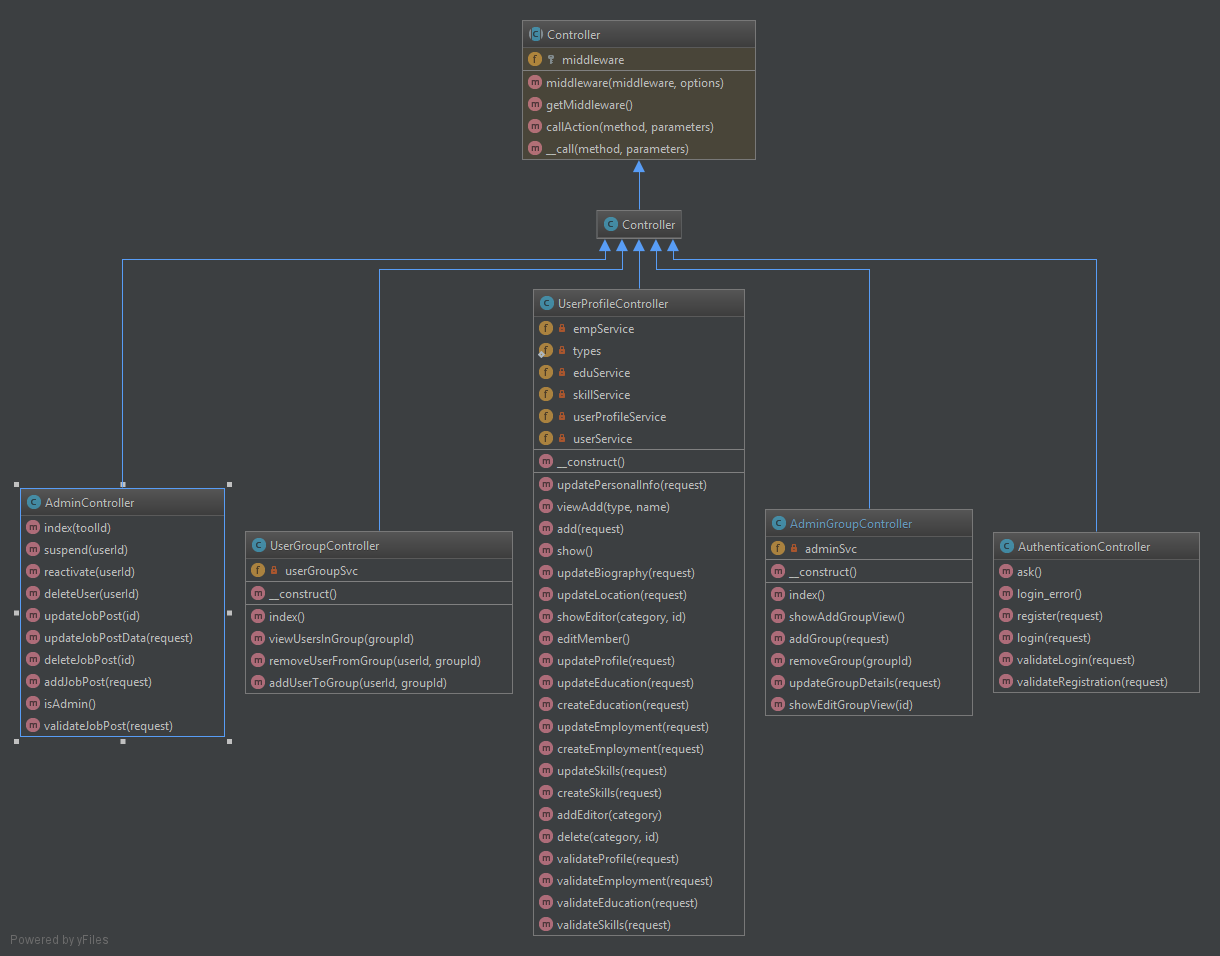 Controller
middleware
middleware(middleware, options)
getMiddleware()
callAction(method, parameters)
__call(method, parameters)
Controller
AdminController
index(toolId)
suspend(userId)
reactivate(userId)
deleteUser(userId)
updateJobPost(id)
updateJobPostData(request)
deleteJobPost(id)
addJobPost(request)
isAdmin()
validateJobPost(request)
UserGroupController
userGroupSvc
__construct()
index()
viewUsersInGroup(groupId)
removeUserFromGroup(userId, groupId)
addUserToGroup(userId, groupId)
UserProfileController
empService
types
eduService
skillService
userProfileService
userService
__construct()
updatePersonalInfo(request)
viewAdd(type, name)
add(request)
show()
updateBiography(request)
updateLocation(request)
showEditor(category, id)
editMember()
updateProfile(request)
updateEducation(request)
createEducation(request)
updateEmployment(request)
createEmployment(request)
updateSkills(request)
createSkills(request)
addEditor(category)
delete(category, id)
validateProfile(request)
validateEmployment(request)
validateEducation(request)
validateSkills(request)
AdminGroupController
adminSvc
__construct()
index()
showAddGroupView()
addGroup(request)
removeGroup(groupId)
updateGroupDetails(request)
showEditGroupView(id)
AuthenticationController
ask()
login_error()
register(request)
login(request)
validateLogin(request)
validateRegistration(request)
Powered by yFiles